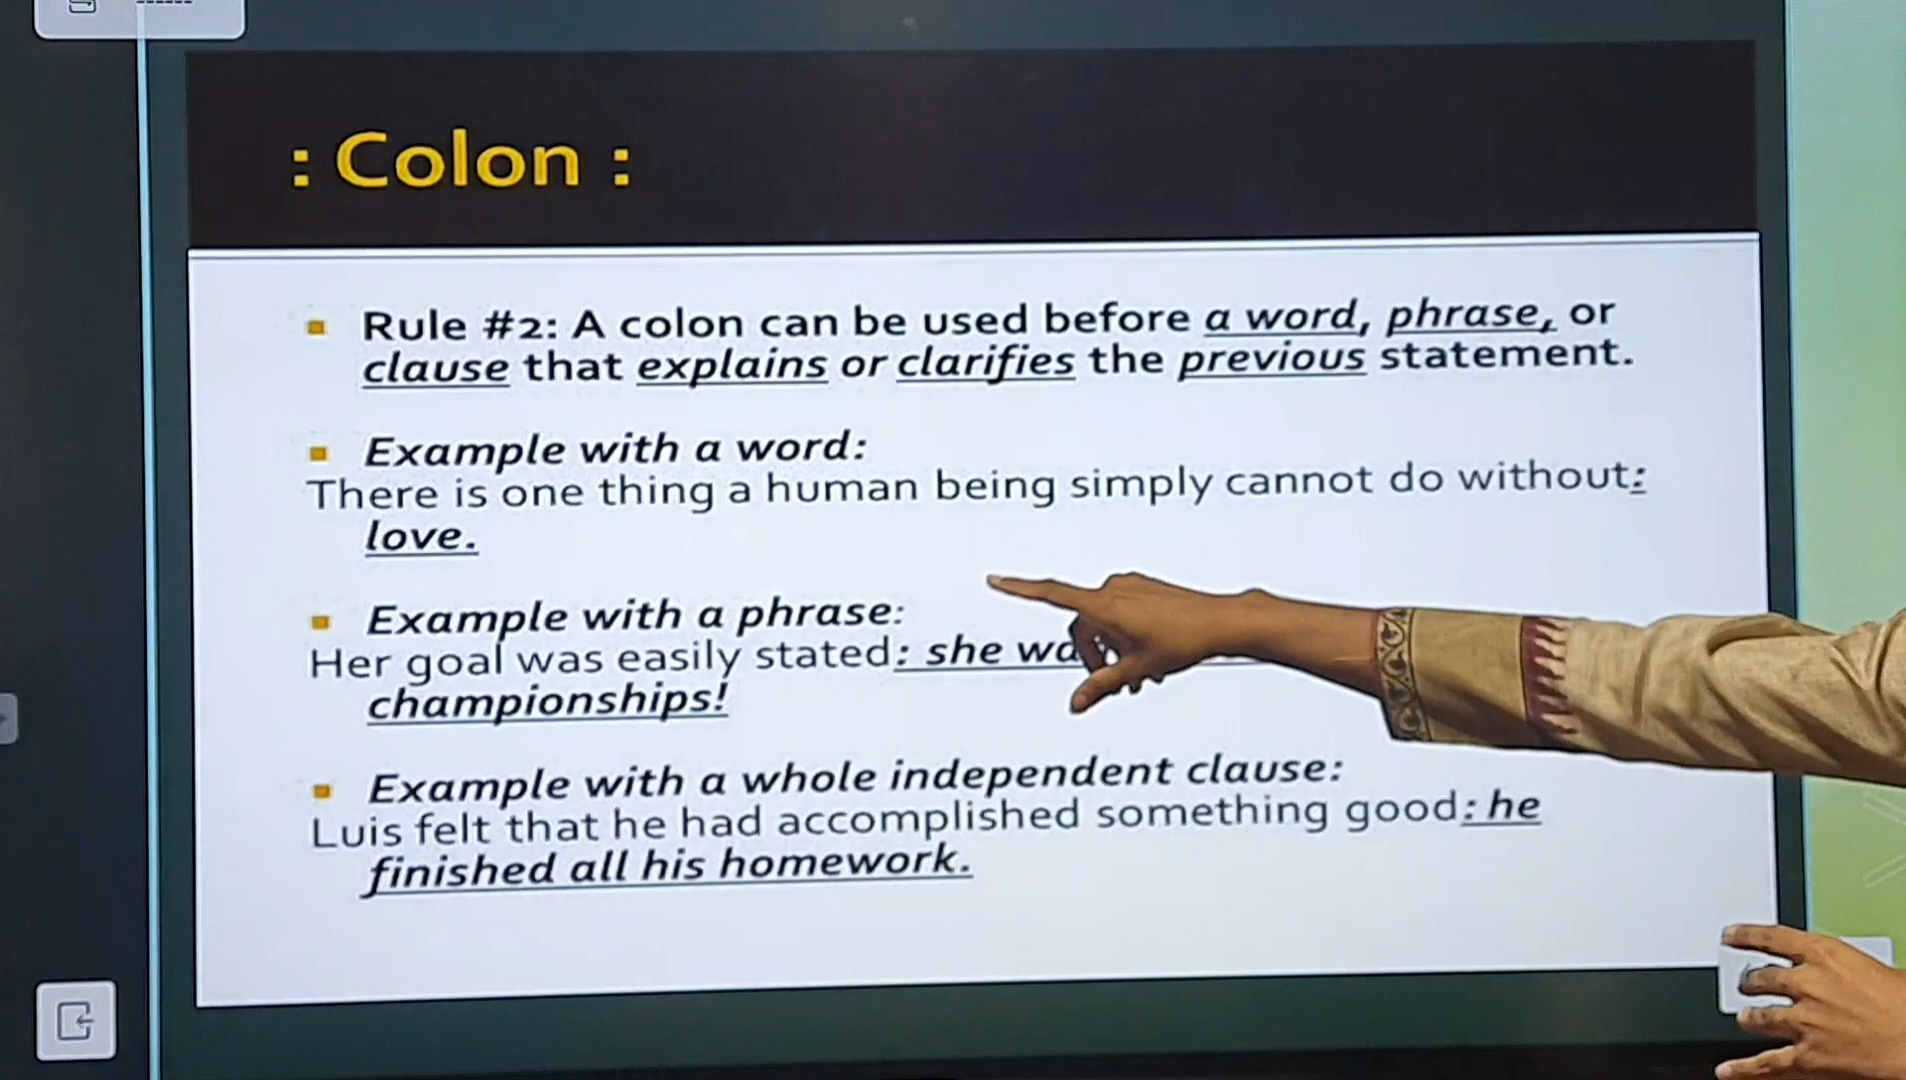 : Colon :
Rule #2: A colon can be used before a word, phrase, or
clause that explains or clarifies the previous statement.
Example with a word:
There is one thing a human being simply cannot do without:
love.
Example with a phrase:
Her goal was easily stated: she
championships!
Example with a whole independent clause:
Luis felt that he had accomplished something good: he
finished all his homework.